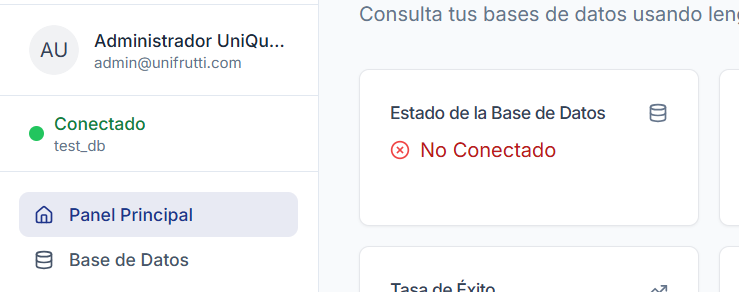 AU
Administrador UniQu...
admin@unifrutti.com
Conectado
test_db
Panel Principal
Base de Datos
Consulta tus bases de datos usando
Estado de la Base de Datos
No Conectado
Tasa de Éxito